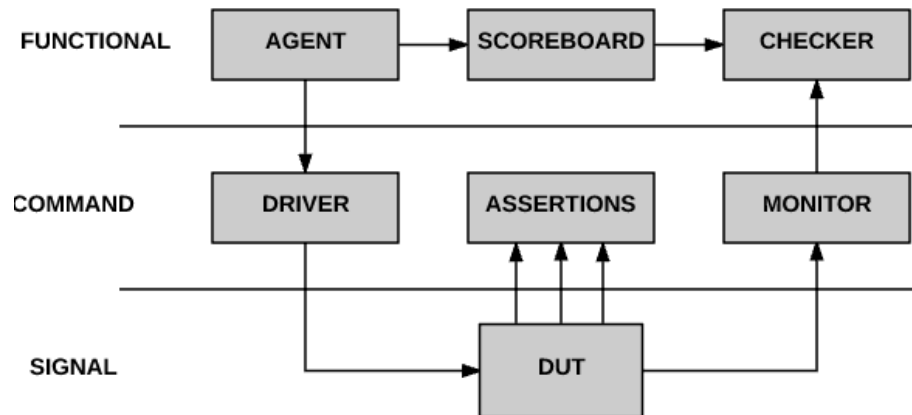 FUNCTIONAL AGENT SCOREBOARD CHECKER
COMMAND DRIVER ASSERTIONS MONITOR
SIGNAL DUT